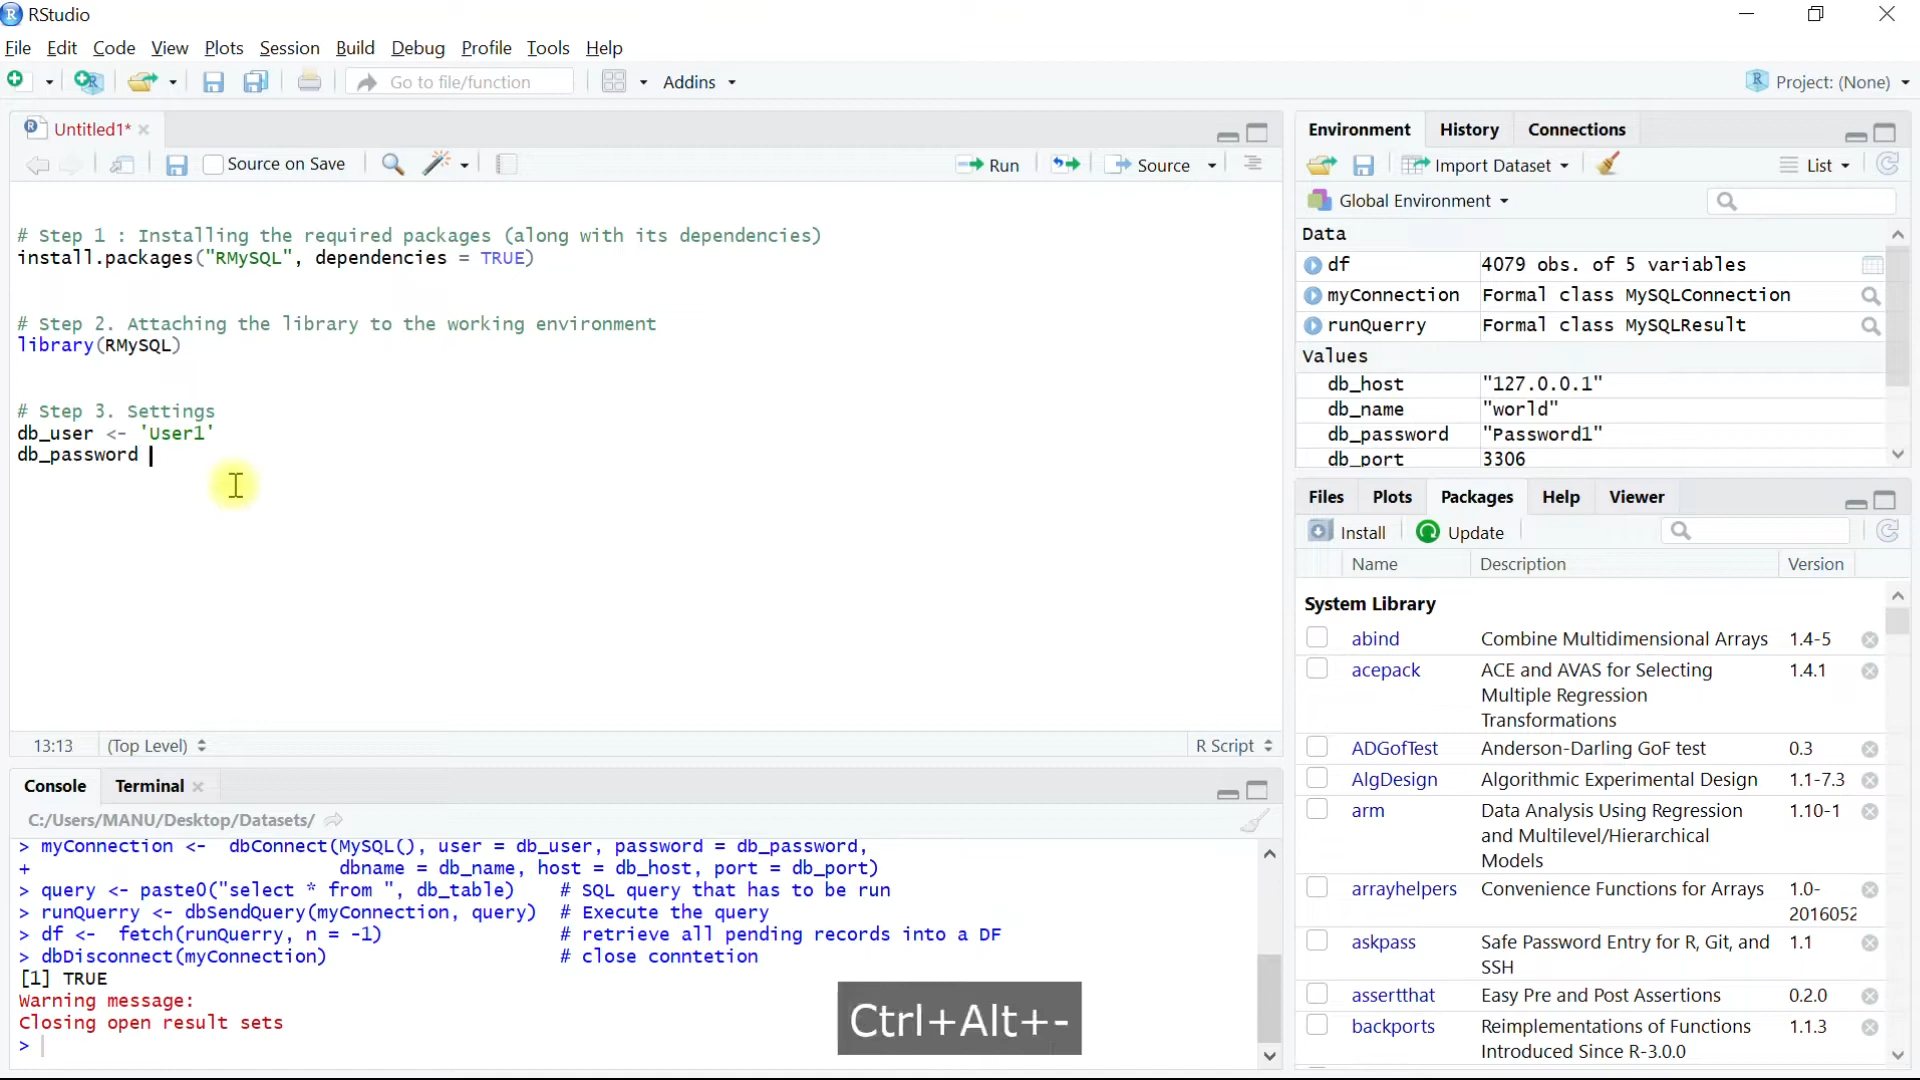 RStudio
File Edit Code View Plots Session Build Debug Profile Tools Help
Go to file/function Addins Project: (None)
Untitled1*
Source on Save Run Source
# Step 1 : Installing the required packages (along with its dependencies)
install.packages("RMySQL", dependencies = TRUE)
# Step 2. Attaching the library to the working environment
library(RMySQL)
# Step 3. Settings
db_user <- 'User1'
db_password
13:13 (Top Level) R Script
Console Terminal
C:/Users/MANU/Desktop/Datasets/
> myConnection <-  dbConnect(MySQL(), user = db_user, password = db_password,
+ dbname = db_name, host = db_host, port = db_port)
> query <- paste0("select * from ", db_table) # SQL query that has to be run
> runQuerry <- dbSendQuery(myConnection, query) # Execute the query
> df <-  fetch(runQuerry, n = -1) # retrieve all pending records into a DF
> dbDisconnect(myConnection) # close conntetion
[1] TRUE
Warning message:
Closing open result sets
>
Ctrl+Alt+-
Environment History Connections
Import Dataset List
Global Environment
Data
df 4079 obs. of 5 variables
myConnection Formal class MySQLConnection
runQuerry Formal class MySQLResult
Values
db_host "127.0.0.1"
db_name "world"
db_password "Password1"
db_port 3306
Files Plots Packages Help Viewer
Install Update
Name Description Version
System Library
abind Combine Multidimensional Arrays 1.4-5
acepack ACE and AVAS for Selecting 1.4.1
Multiple Regression
Transformations
ADGofTest Anderson-Darling GoF test 0.3
AlgDesign Algorithmic Experimental Design 1.1-7.3
arm Data Analysis Using Regression 1.10-1
and Multilevel/Hierarchical
Models
arrayhelpers Convenience Functions for Arrays 1.0-
2016052
askpass Safe Password Entry for R, Git, and 1.1
SSH
assertthat Easy Pre and Post Assertions 0.2.0
backports Reimplementations of Functions 1.1.3
Introduced Since R-3.0.0